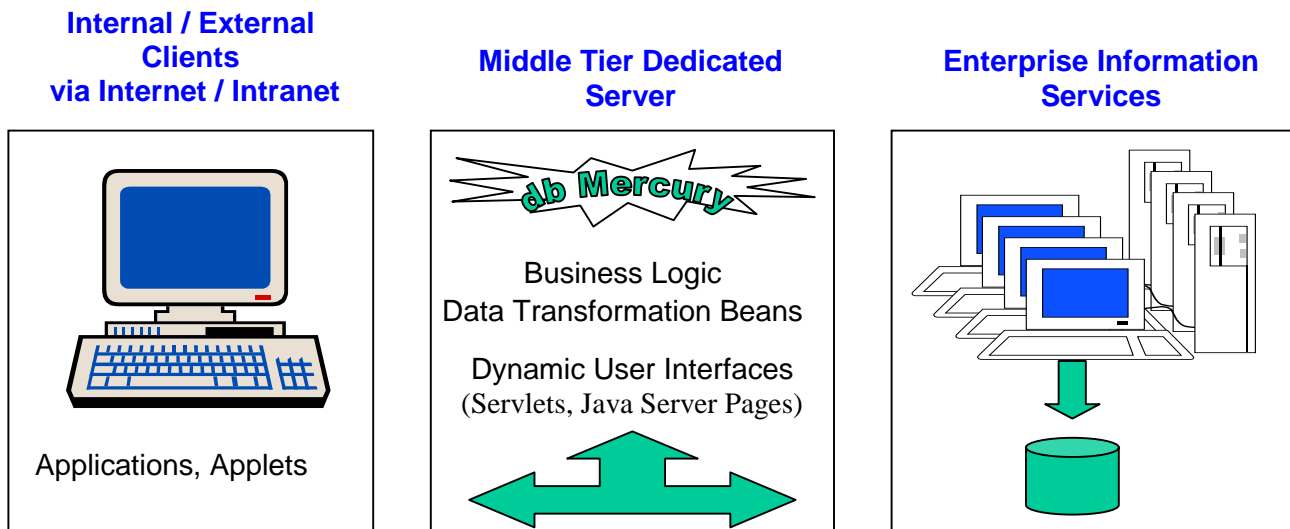 Internal / External
Clients
via Internet / Intranet
Middle Tier Dedicated
Server
Enterprise Information
Services
db Mercury
Business Logic
Data Transformation Beans
Dynamic User Interfaces
(Servlets, Java Server Pages)
Applications, Applets